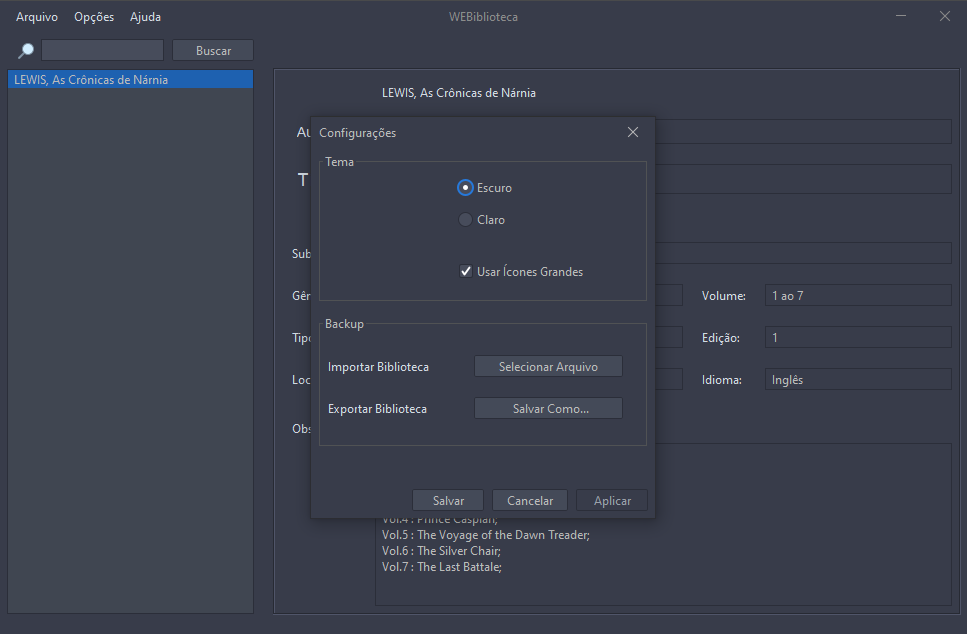 Arquivo Opções Ajuda WEBiblioteca
Buscar
LEWIS, As Crônicas de Nárnia
LEWIS, As Crônicas de Nárnia
Au
T
Sub
Gên
Volume: 1 ao 7
Tipo
Edição: 1
Loc
Idioma: Inglês
Obs
Configurações
Tema
Escuro
Claro
Usar Ícones Grandes
Backup
Importar Biblioteca Selecionar Arquivo
Exportar Biblioteca Salvar Como...
Salvar Cancelar Aplicar
Vol.4 : Prince Caspian;
Vol.5 : The Voyage of the Dawn Treader;
Vol.6 : The Silver Chair;
Vol.7 : The Last Battale;